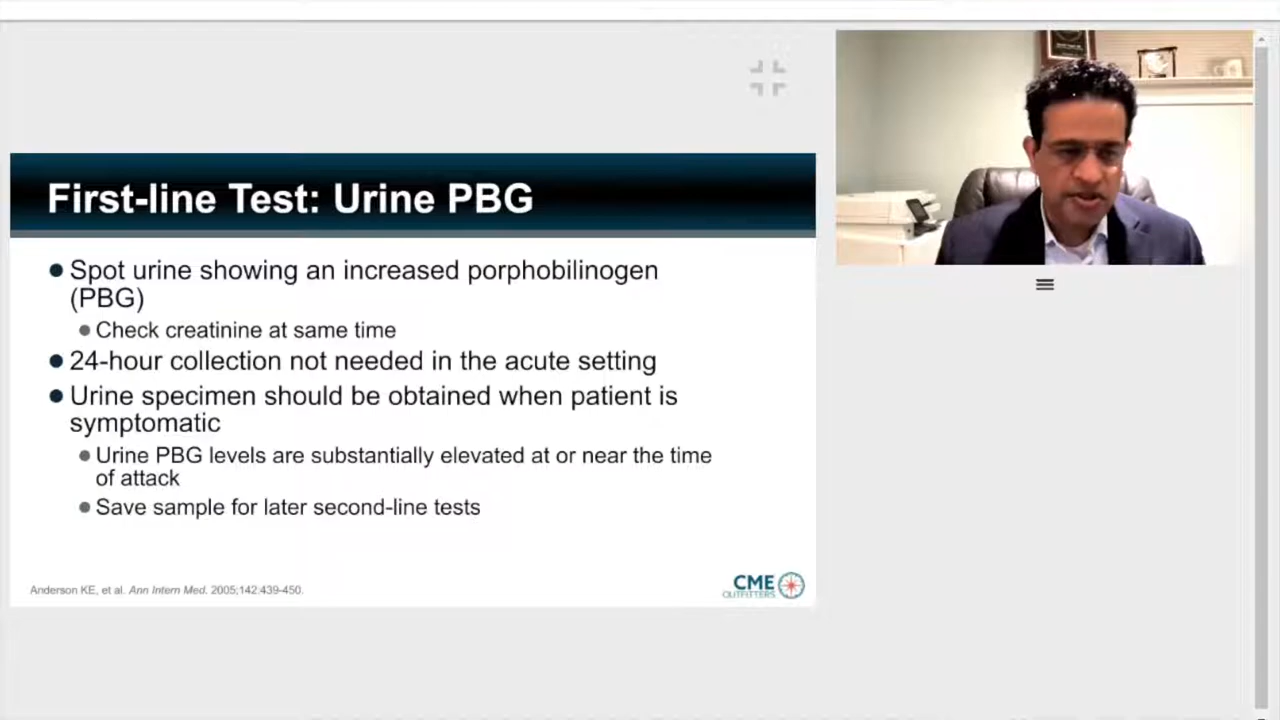 First-line Test: Urine PBG
● Spot urine showing an increased porphobilinogen
(PBG)
● Check creatinine at same time
● 24-hour collection not needed in the acute setting
● Urine specimen should be obtained when patient is
symptomatic
● Urine PBG levels are substantially elevated at or near the time
of attack
● Save sample for later second-line tests
Anderson KE, et al. Ann Intern Med. 2005;142:439-450.
CME
OUTFITTERS